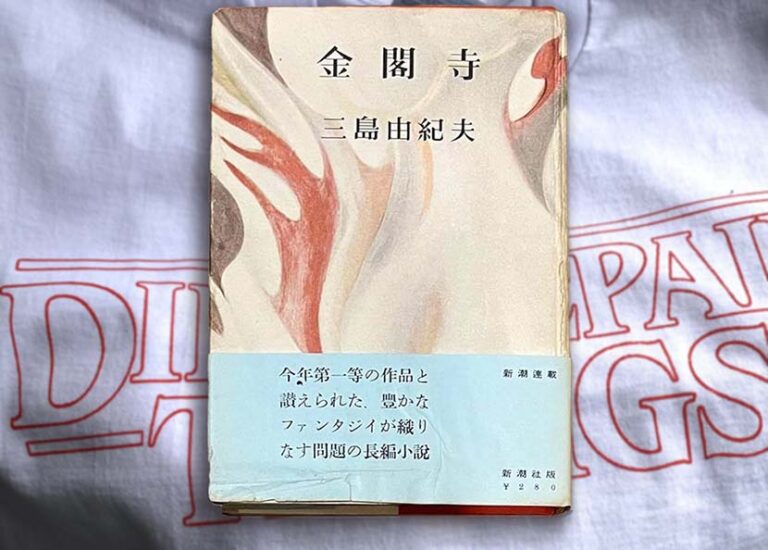 金閣寺
三島由紀夫
今年第一等の作品と
讃えられた、豊かな
ファンタジイが織り
なす問題の長編小說
新潮連載
新潮社版
￥280